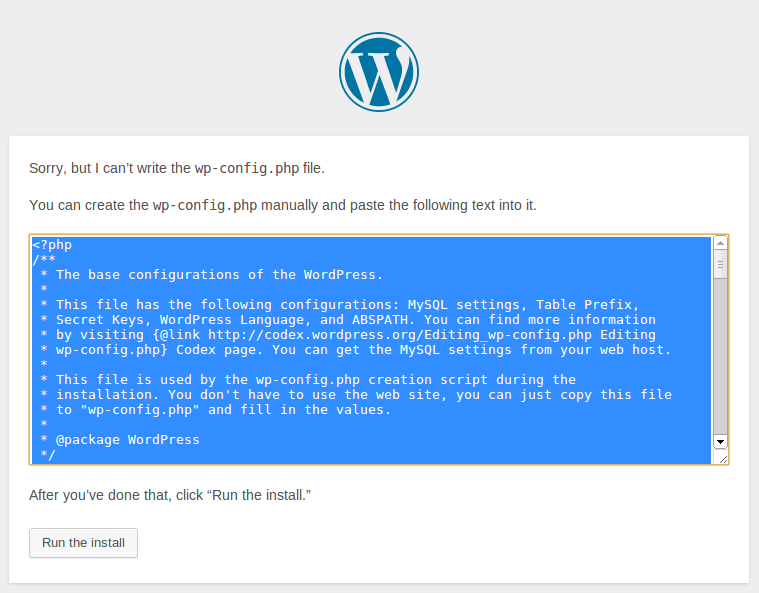 W
Sorry, but I can’t write the wp-config.php file.
You can create the wp-config.php manually and paste the following text into it.
<?php
/**
 * The base configurations of the WordPress.
 *
 * This file has the following configurations: MySQL settings, Table Prefix,
 * Secret Keys, WordPress Language, and ABSPATH. You can find more information
 * by visiting {@link http://codex.wordpress.org/Editing_wp-config.php Editing
 * wp-config.php} Codex page. You can get the MySQL settings from your web host.
 *
 * This file is used by the wp-config.php creation script during the
 * installation. You don't have to use the web site, you can just copy this file
 * to "wp-config.php" and fill in the values.
 *
 * @package WordPress
 */
After you’ve done that, click “Run the install.”
Run the install